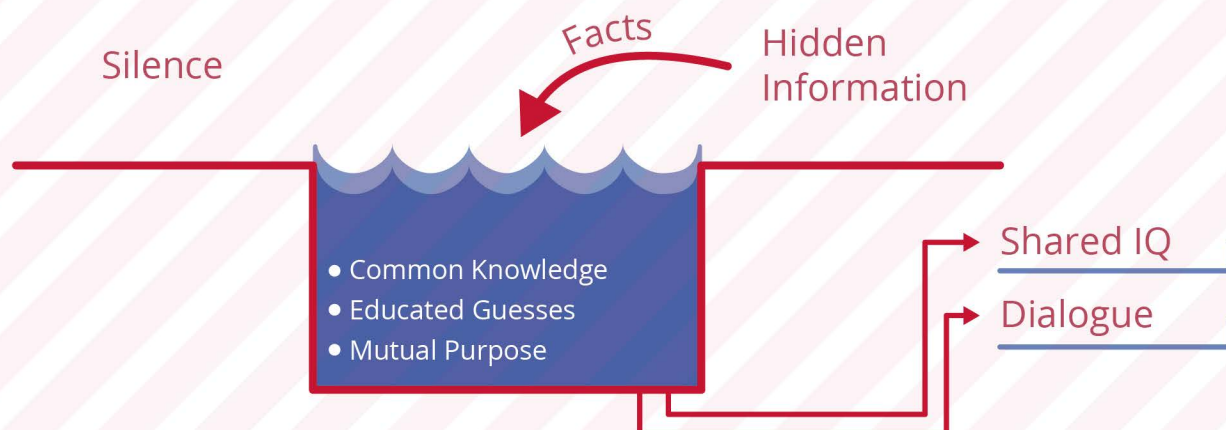 Silence
Facts
Hidden
Information
• Common Knowledge
• Educated Guesses
• Mutual Purpose
Shared IQ
Dialogue